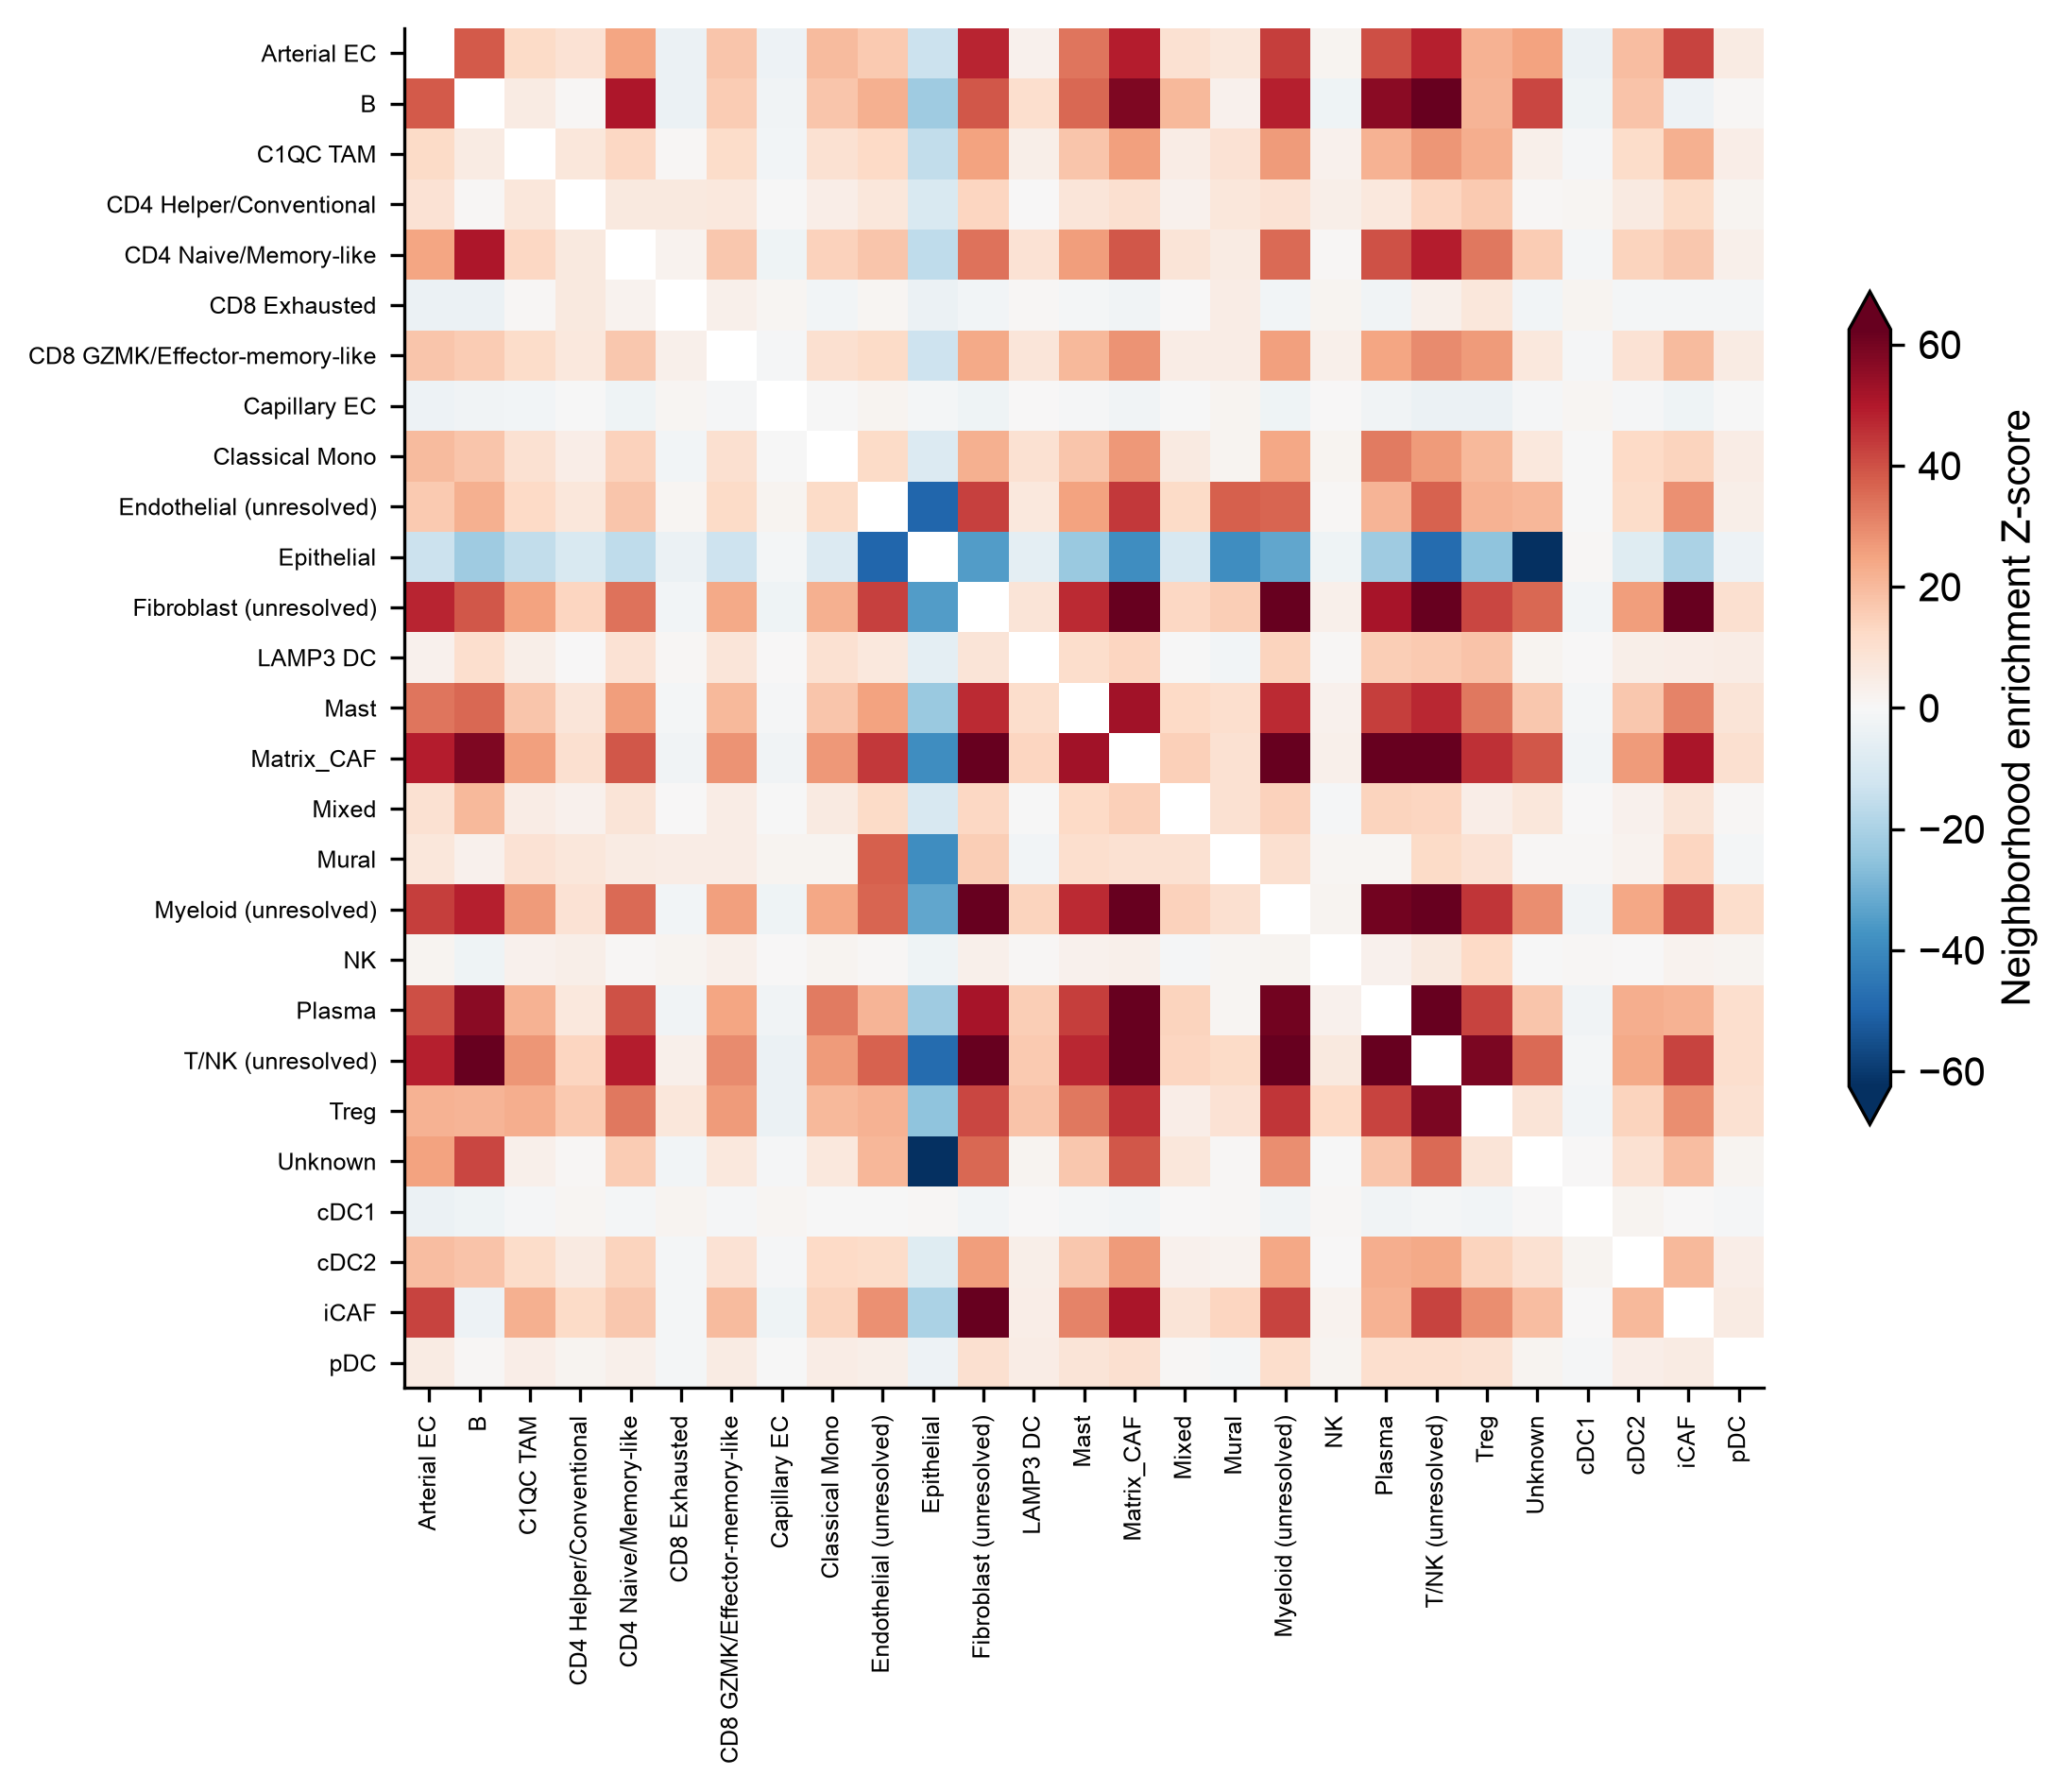 Arterial EC
B
C1QC TAM
CD4 Helper/Conventional
CD4 Naive/Memory-like
CD8 Exhausted
CD8 GZMK/Effector-memory-like
Capillary EC
Classical Mono
Endothelial (unresolved)
Epithelial
Fibroblast (unresolved)
LAMP3 DC
Mast
Matrix_CAF
Mixed
Mural
Myeloid (unresolved)
NK
Plasma
T/NK (unresolved)
Treg
Unknown
cDC1
cDC2
iCAF
pDC
Arterial EC
B
C1QC TAM
CD4 Helper/Conventional
CD4 Naive/Memory-like
CD8 Exhausted
CD8 GZMK/Effector-memory-like
Capillary EC
Classical Mono
Endothelial (unresolved)
Epithelial
Fibroblast (unresolved)
LAMP3 DC
Mast
Matrix_CAF
Mixed
Mural
Myeloid (unresolved)
NK
Plasma
T/NK (unresolved)
Treg
Unknown
cDC1
cDC2
iCAF
pDC
60
40
20
0
−20
−40
−60
Neighborhood enrichment Z-score